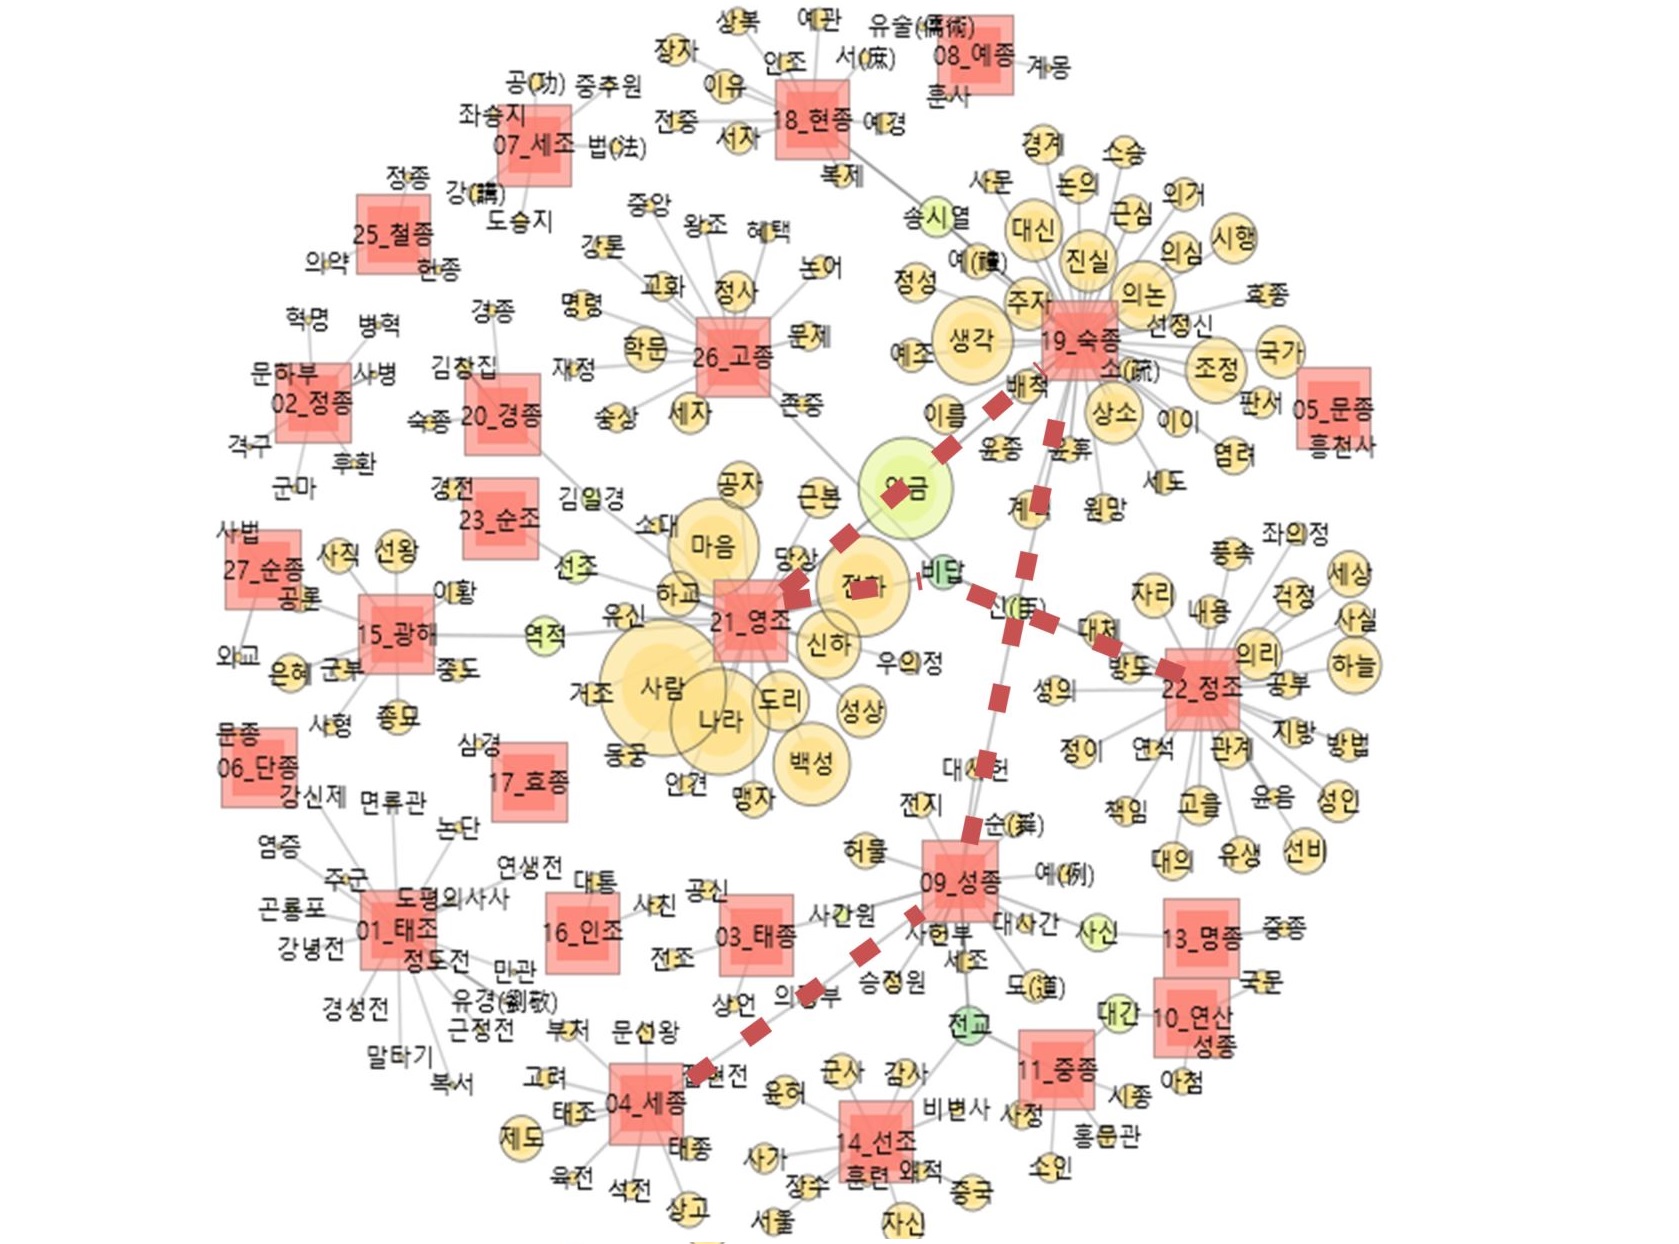 상복
예관
유술(儒術)
08_예종
계몽
훈사
장자
인조
서(庶)
이유
18_현종
전중
서자
예경
복제
공(功)
중추원
좌승지
07_세조
법(法)
강(講)
도승지
정종
25_철종
의약
헌종
중앙
왕조
혜택
강론
논어
교화
정사
명령
학문
문제
재정
26_고종
숭상
세자
존중
송시열
경계
스승
사문
논의
의거
대신
근심
시행
예(禮)
진실
의심
정성
주자
의논
효종
생각
19_숙종
선정신
예조
소(疏)
조정
국가
배척
이름
상소
이이
판서
윤증
염려
세도
원망
05_문종
흥천사
혁명
병혁
문하부
사병
02_정종
격구
후환
군마
경종
김창집
20_경종
숙종
경전
23_순조
김일경
선조
사법
27_순종
공론
외교
사직
선왕
이황
15_광해
역적
은혜
군부
중도
사형
종묘
공자
근본
소대
마음
당상
전하
비답
하교
유신
21_영조
신하
우의정
사람
거조
나라
도리
성상
동궁
인견
백성
맹자
좌의정
풍속
세상
자리
내용
걱정
사실
대처
의리
하늘
방도
22_정조
공부
성의
정이
연석
관계
지방
방법
책임
고을
윤음
성인
대의
유생
선비
문종
06_단종
삼경
17_효종
강신제
면류관
논단
염증
주군
연생전
곤룡포
도평의사사
01_태조
강녕전
정도전
민관
경성전
유경(劉敬)
근정전
말타기
복서
대통
사친
16_인조
공신
03_태종
사간원
전조
상언
대사헌
전지
순(舜)
허물
09_성종
예(例)
사헌부
대사간
사신
세조
승정원
도(道)
13_명종
중종
국문
전교
대간
10_연산
성종
아첨
11_중종
시종
사정
홍문관
소인
의정부
부처
문선왕
집현전
고려
04_세종
태조
제도
태종
육전
석전
상고
군사
감사
윤허
비변사
14_선조
사가
훈련
왜적
장수
중국
서울
자신